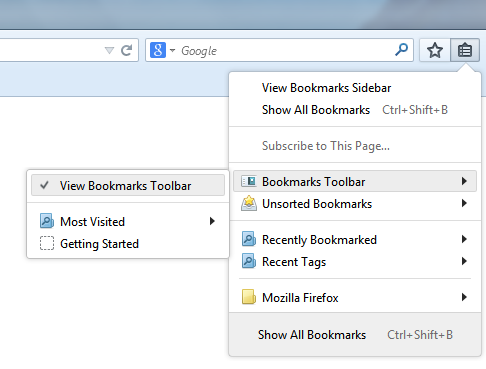 Google
View Bookmarks Sidebar
Show All Bookmarks Ctrl+Shift+B
Subscribe to This Page...
Bookmarks Toolbar
Unsorted Bookmarks
Recently Bookmarked
Recent Tags
Mozilla Firefox
Show All Bookmarks Ctrl+Shift+B
View Bookmarks Toolbar
Most Visited
Getting Started